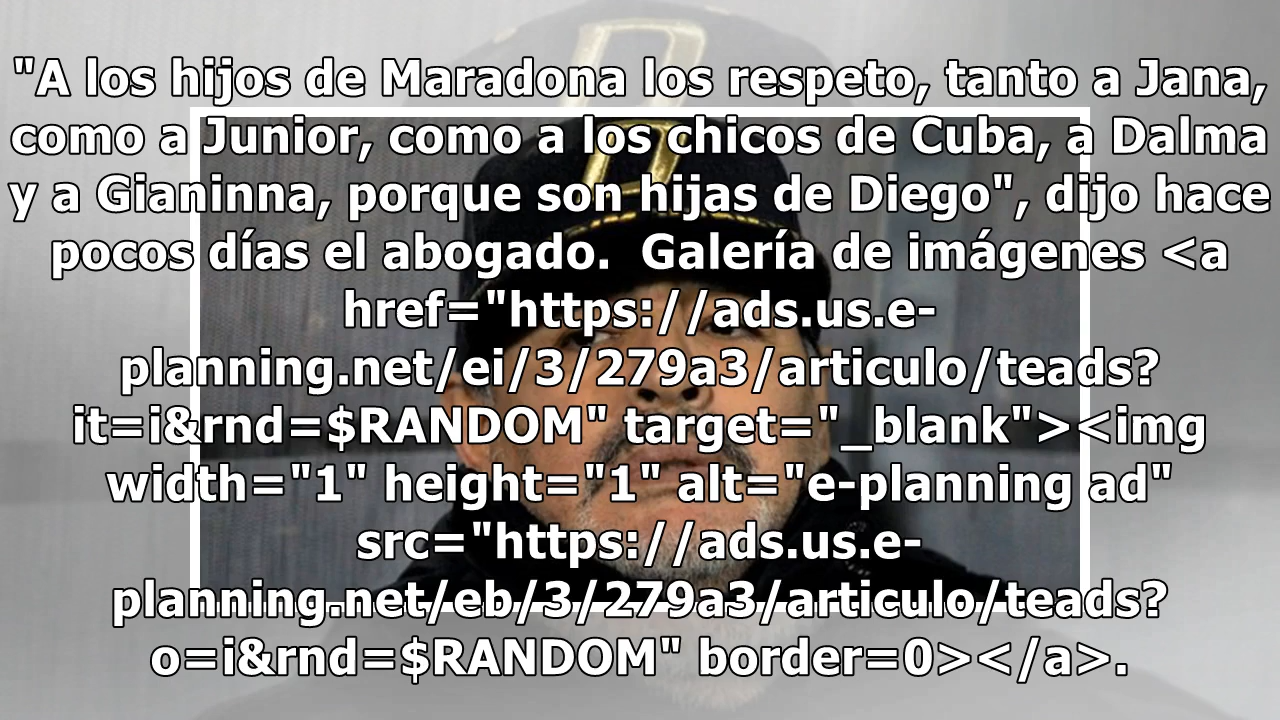 "A los hijos de Maradona los respeto, tanto a Jana,
como a Junior, como a los chicos de Cuba, a Dalma
y a Gianinna, porque son hijas de Diego", dijo hace
pocos días el abogado.  Galería de imágenes <a
href="https://ads.us.e-
planning.net/ei/3/279a3/articulo/teads?
it=i&rnd=$RANDOM" target="_blank"><img
width="1" height="1" alt="e-planning ad"
src="https://ads.us.e-
planning.net/eb/3/279a3/articulo/teads?
o=i&rnd=$RANDOM" border=0></a>.